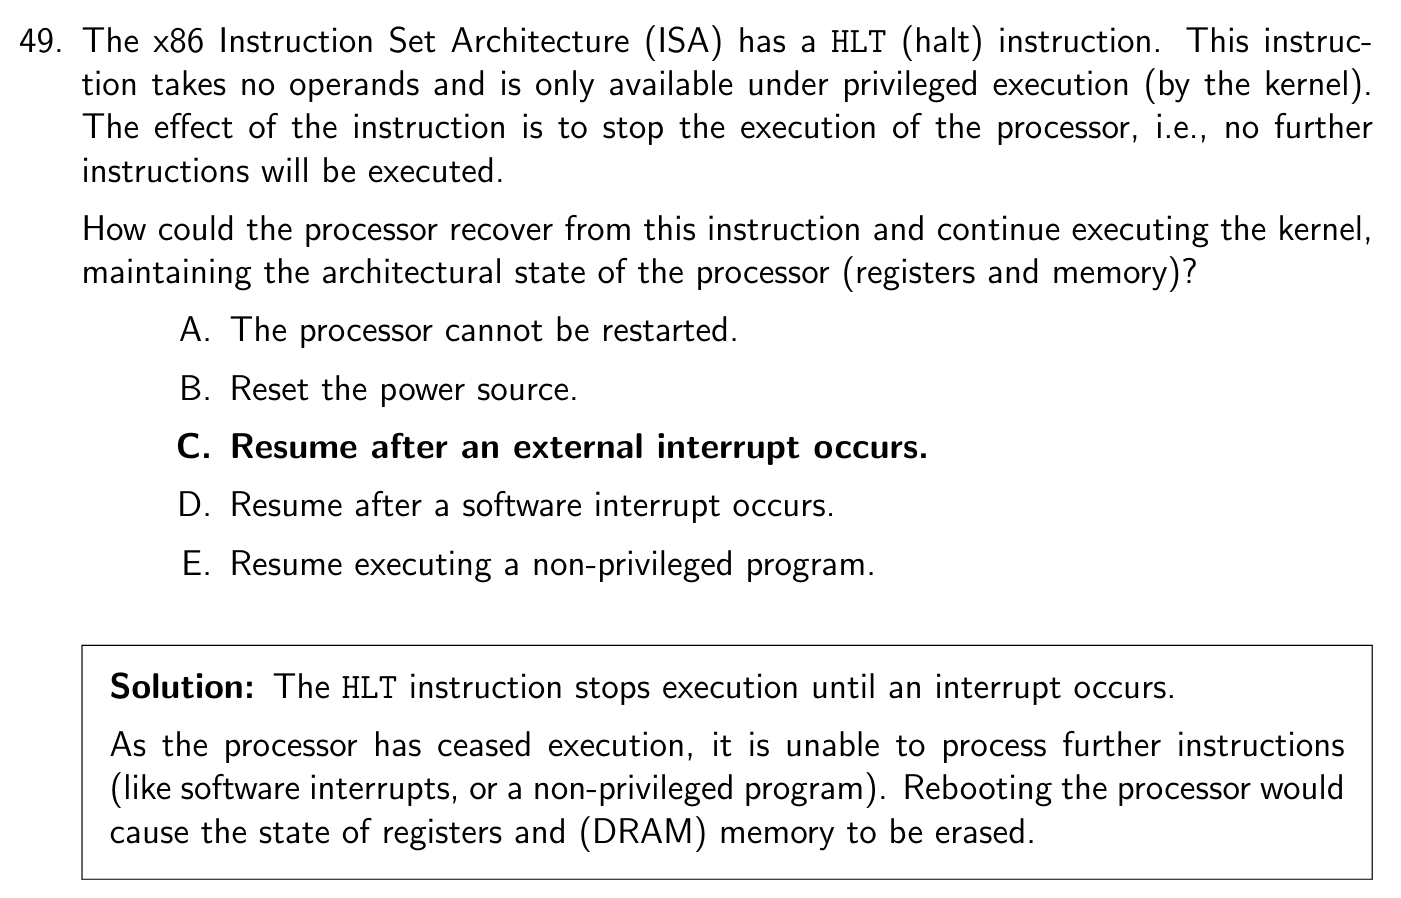 49. The x86 Instruction Set Architecture (ISA) has a HLT (halt) instruction. This instruc-
tion takes no operands and is only available under privileged execution (by the kernel).
The effect of the instruction is to stop the execution of the processor, i.e., no further
instructions will be executed.
How could the processor recover from this instruction and continue executing the kernel,
maintaining the architectural state of the processor (registers and memory)?
A. The processor cannot be restarted.
B. Reset the power source.
C. Resume after an external interrupt occurs.
D. Resume after a software interrupt occurs.
E. Resume executing a non-privileged program.
Solution: The HLT instruction stops execution until an interrupt occurs.
As the processor has ceased execution, it is unable to process further instructions
(like software interrupts, or a non-privileged program). Rebooting the processor would
cause the state of registers and (DRAM) memory to be erased.